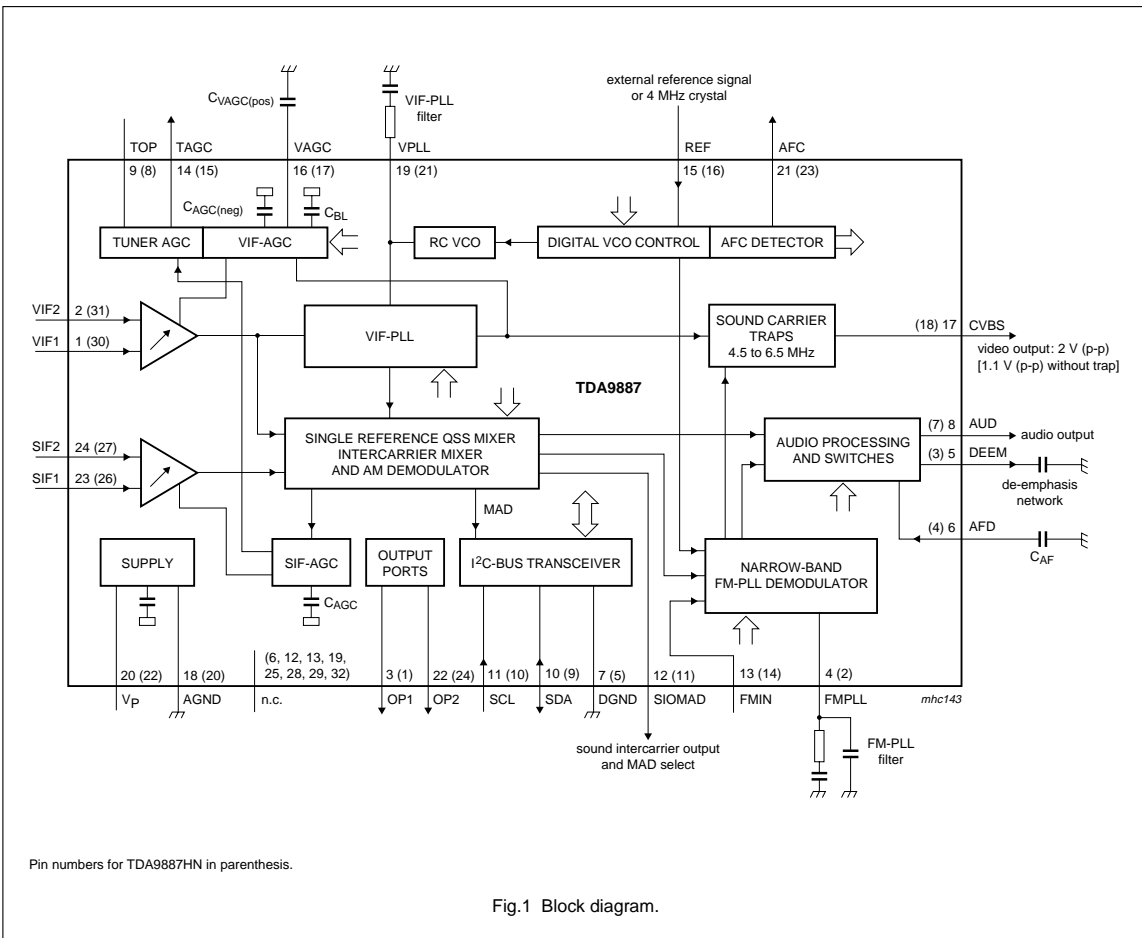 external reference signal
or 4 MHz crystal
CVAGC(pos)
VIF-PLL
filter
TOP TAGC VAGC VPLL REF AFC
9 (8) 14 (15) 16 (17) 19 (21) 15 (16) 21 (23)
CAGC(neg) CBL
TUNER AGC VIF-AGC RC VCO DIGITAL VCO CONTROL AFC DETECTOR
VIF2 2 (31)
VIF1 1 (30)
VIF-PLL
SOUND CARRIER
TRAPS
4.5 to 6.5 MHz
(18) 17 CVBS
video output: 2 V (p-p)
[1.1 V (p-p) without trap]
TDA9887
SIF2 24 (27)
SIF1 23 (26)
SINGLE REFERENCE QSS MIXER
INTERCARRIER MIXER
AND AM DEMODULATOR
AUDIO PROCESSING
AND SWITCHES
(7) 8 AUD
audio output
(3) 5 DEEM
de-emphasis
network
(4) 6 AFD
CAF
MAD
SUPPLY
SIF-AGC
CAGC
OUTPUT
PORTS
I2C-BUS TRANSCEIVER
NARROW-BAND
FM-PLL DEMODULATOR
20 (22) 18 (20) (6, 12, 13, 19,
25, 28, 29, 32) 3 (1) 22 (24) 11 (10) 10 (9) 7 (5) 12 (11) 13 (14) 4 (2)
VP AGND n.c. OP1 OP2 SCL SDA DGND SIOMAD FMIN FMPLL
mhc143
sound intercarrier output
and MAD select
FM-PLL
filter
Pin numbers for TDA9887HN in parenthesis.
Fig.1 Block diagram.